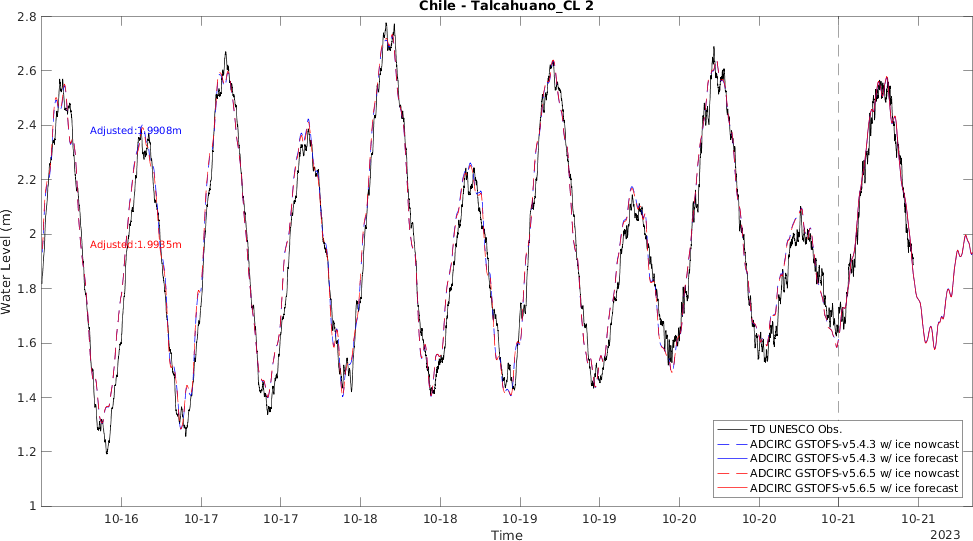 Chile - Talcahuano_CL 2
2.8
2.6
2.4
2.2
2
1.8
1.6
1.4
1.2
1
Water Level (m)
Adjusted:1.9908m
Adjusted:1.9935m
TD UNESCO Obs.
ADCIRC GSTOFS-v5.4.3 w/ ice nowcast
ADCIRC GSTOFS-v5.4.3 w/ ice forecast
ADCIRC GSTOFS-v5.6.5 w/ ice nowcast
ADCIRC GSTOFS-v5.6.5 w/ ice forecast
10-16 10-17 10-17 10-18 10-18 10-19 10-19 10-20 10-20 10-21 10-21
2023
Time